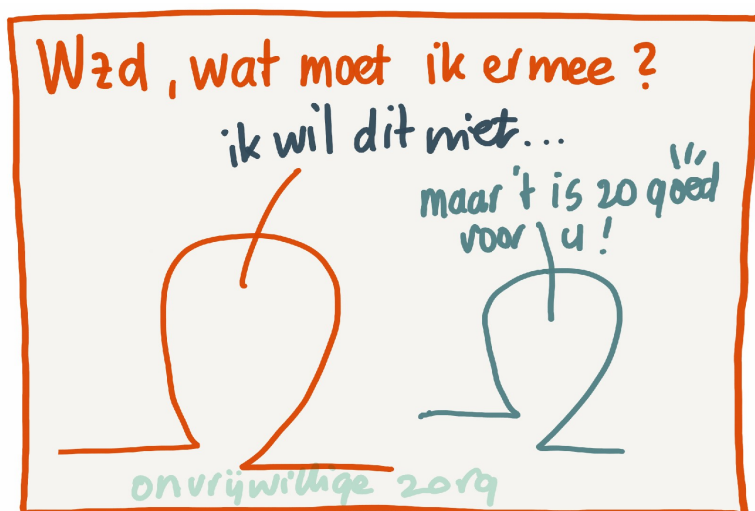 Wzd, wat moet ik ermee?
ik wil dit niet...
maar 't is zo goed
voor u!
onvrijwillige zorg